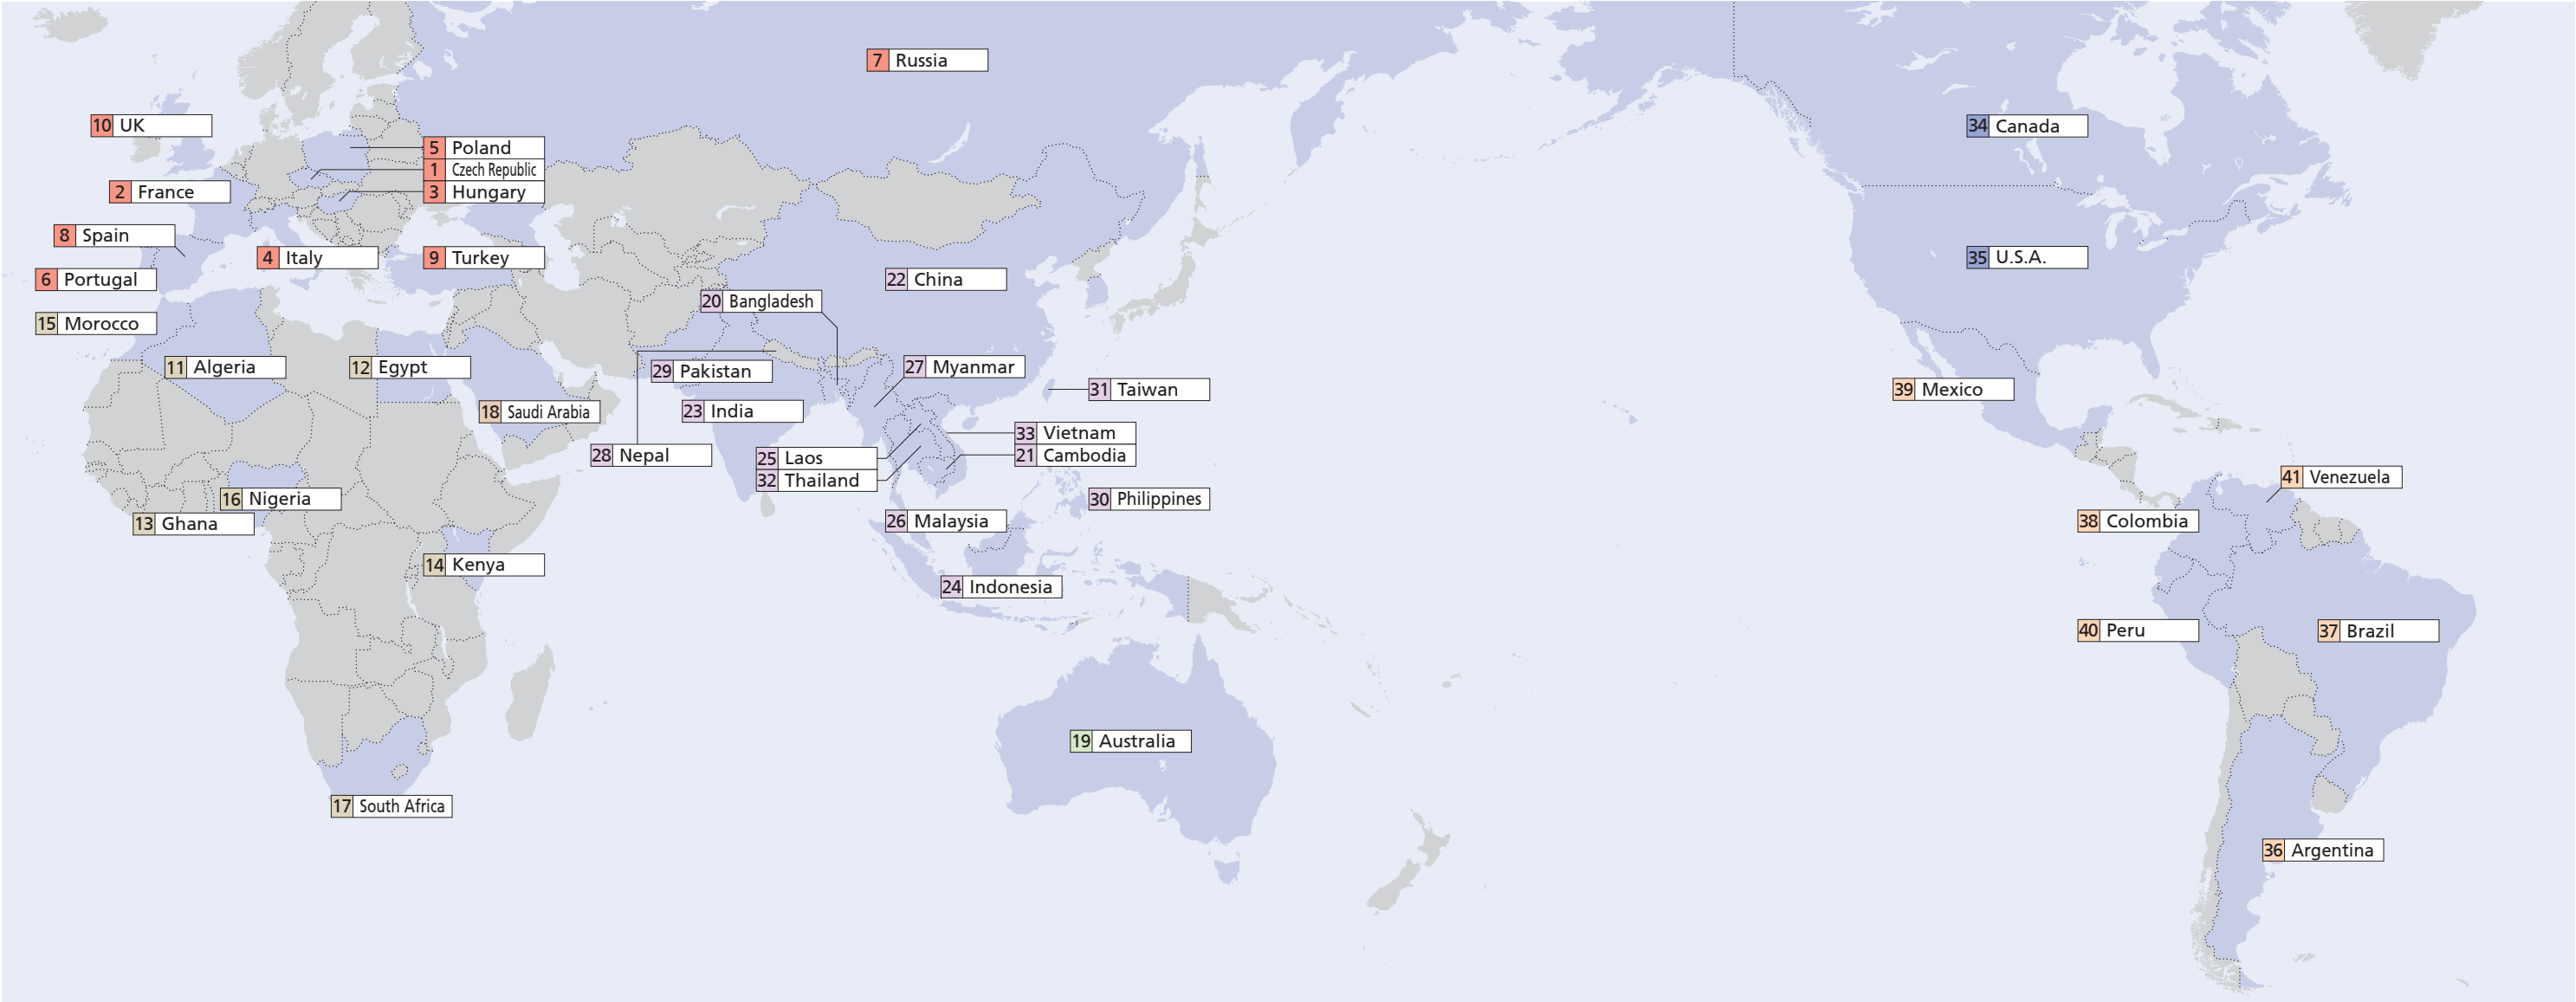 7 Russia
10 UK
34 Canada
5 Poland
1 Czech Republic
3 Hungary
2 France
8 Spain
4 Italy
9 Turkey
35 U.S.A.
6 Portugal
22 China
20 Bangladesh
15 Morocco
11 Algeria
12 Egypt
29 Pakistan
27 Myanmar
31 Taiwan
39 Mexico
18 Saudi Arabia
23 India
33 Vietnam
21 Cambodia
28 Nepal
25 Laos
32 Thailand
41 Venezuela
16 Nigeria
30 Philippines
13 Ghana
26 Malaysia
38 Colombia
14 Kenya
24 Indonesia
40 Peru
37 Brazil
19 Australia
17 South Africa
36 Argentina